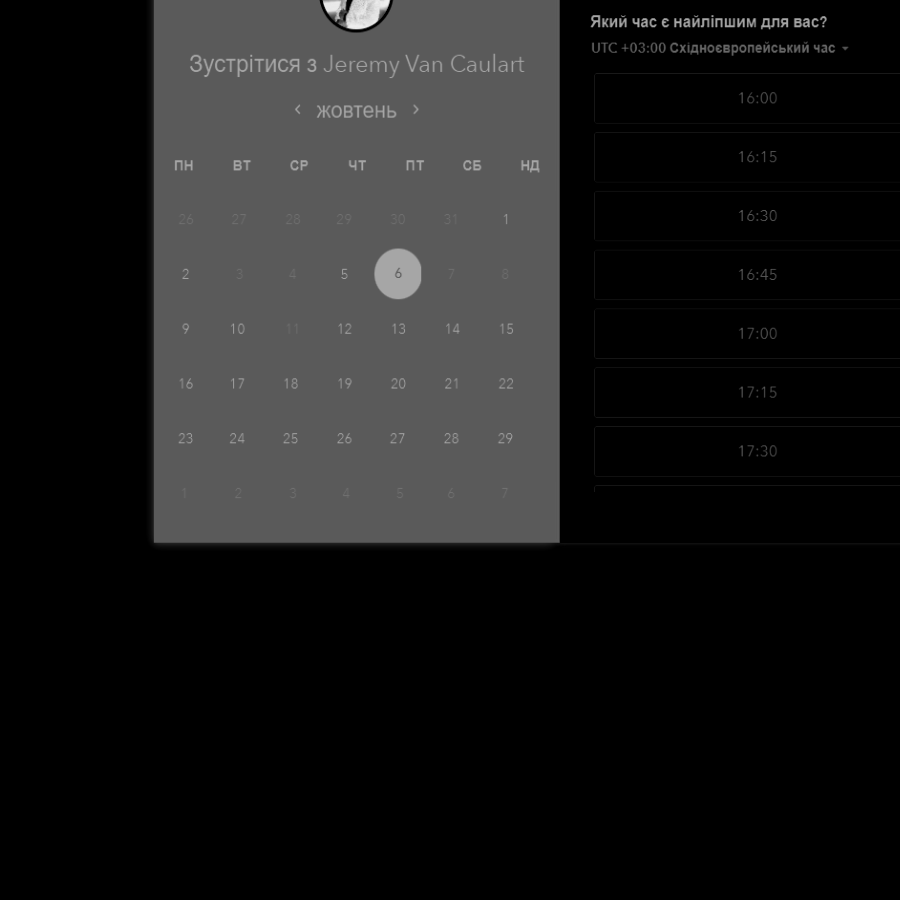 Зустрітися з Jeremy Van Caulart
жовтень
ПН ВТ СР ЧТ ПТ СБ НД
26 27 28 29 30 31 1
2 3 4 5 6 7 8
9 10 11 12 13 14 15
16 17 18 19 20 21 22
23 24 25 26 27 28 29
1 2 3 4 5 6 7
Який час є найліпшим для вас?
UTC +03:00 Східноєвропейський час
16:00
16:15
16:30
16:45
17:00
17:15
17:30